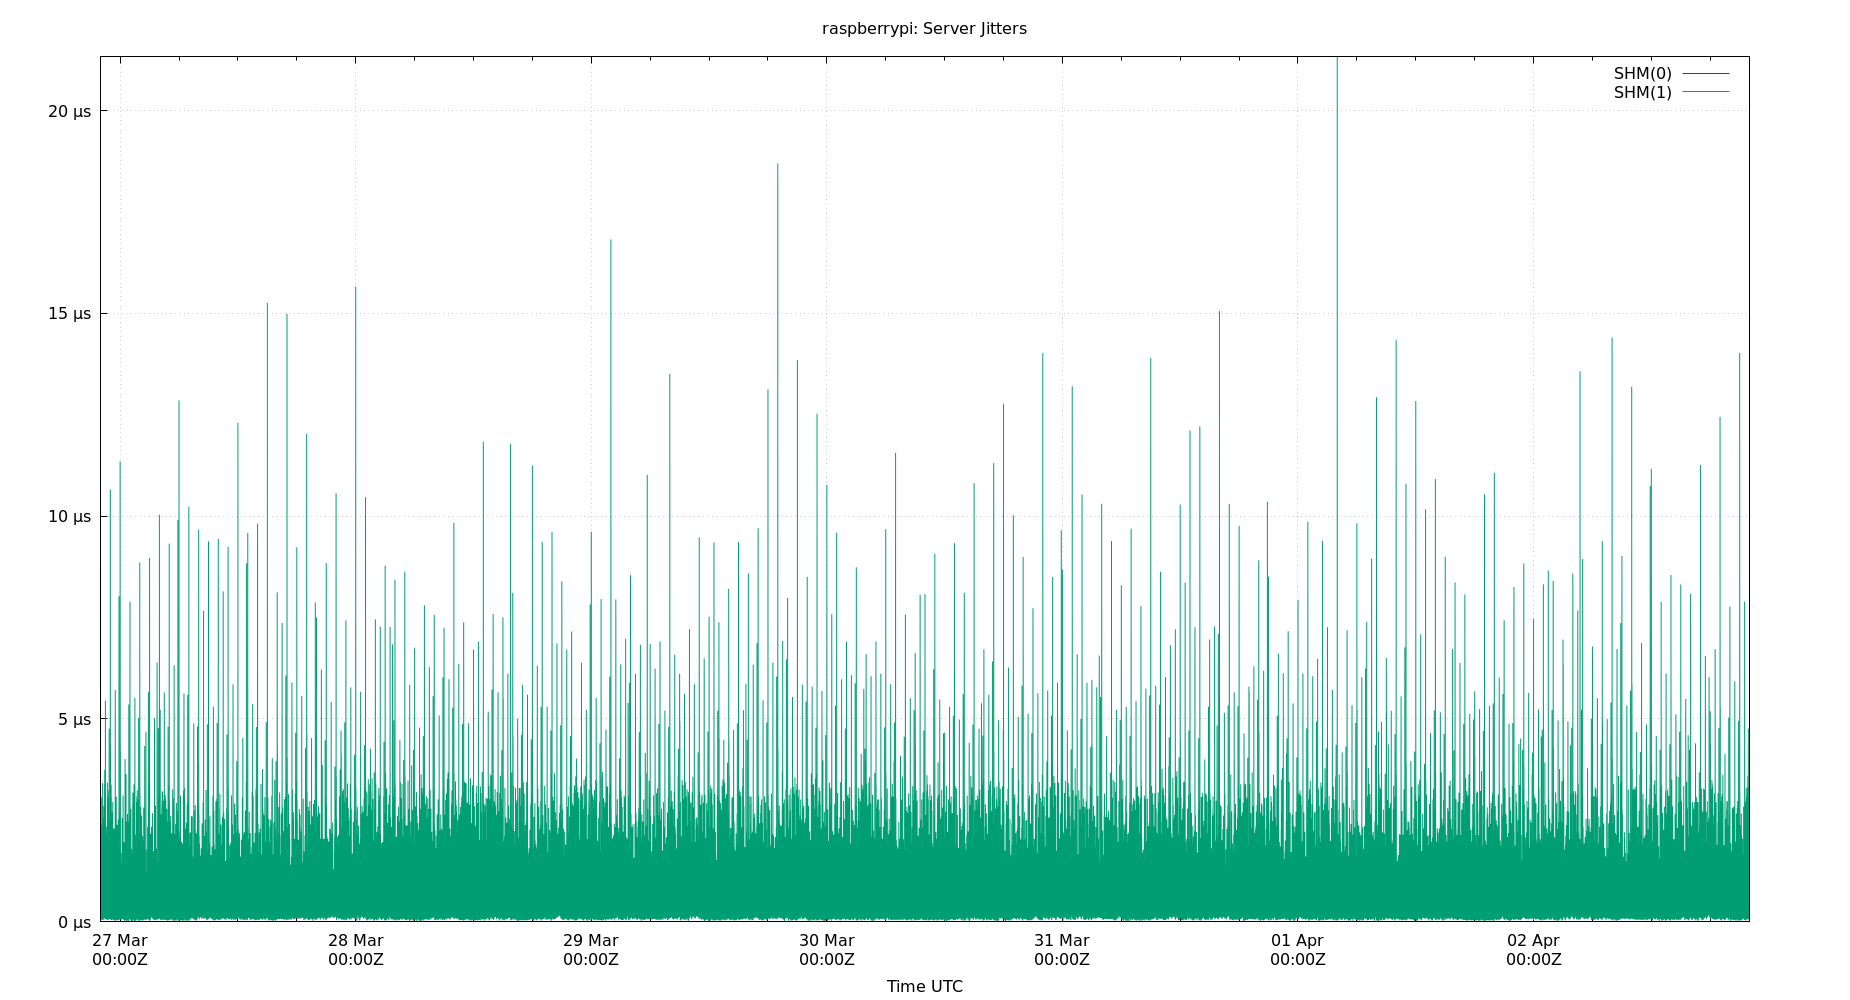 raspberrypi: Server Jitters
SHM(0)
SHM(1)
20 µs
15 µs
10 µs
5 µs
0 µs
27 Mar 28 Mar 29 Mar 30 Mar 31 Mar 01 Apr 02 Apr
00:00Z 00:00Z 00:00Z 00:00Z 00:00Z 00:00Z 00:00Z
Time UTC